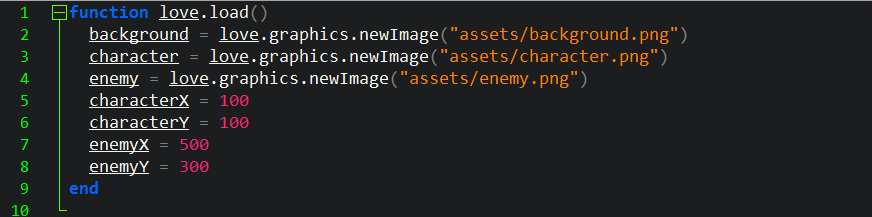 1 function love.load()
2 background = love.graphics.newImage("assets/background.png")
3 character = love.graphics.newImage("assets/character.png")
4 enemy = love.graphics.newImage("assets/enemy.png")
5 characterX = 100
6 characterY = 100
7 enemyX = 500
8 enemyY = 300
9 end
10